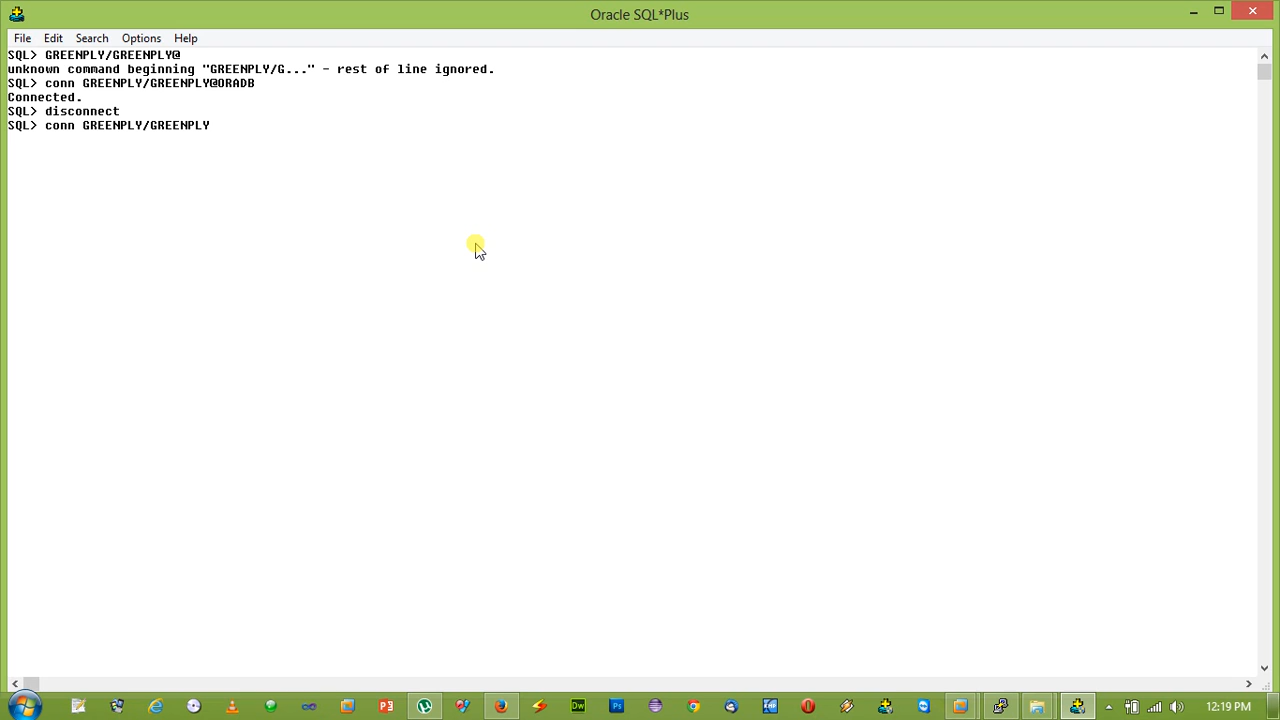 Oracle SQL*Plus
File Edit Search Options Help
SQL> GREENPLY/GREENPLY@
unknown command beginning "GREENPLY/G..." - rest of line ignored.
SQL> conn GREENPLY/GREENPLY@ORADB
Connected.
SQL> disconnect
SQL> conn GREENPLY/GREENPLY
12:19 PM